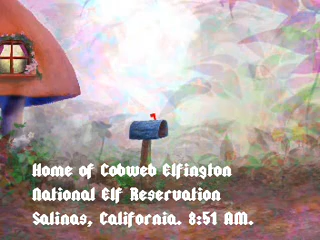 Home of Cobweb Elfington
National Elf Reservation
Salinas, California. 8:51 AM.